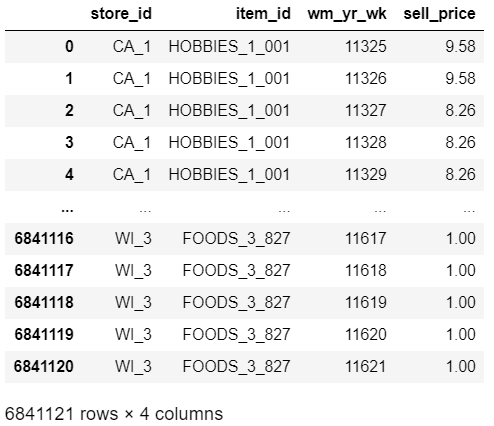 store_id item_id wm_yr_wk sell_price
0 CA_1 HOBBIES_1_001 11325 9.58
1 CA_1 HOBBIES_1_001 11326 9.58
2 CA_1 HOBBIES_1_001 11327 8.26
3 CA_1 HOBBIES_1_001 11328 8.26
4 CA_1 HOBBIES_1_001 11329 8.26
... ... ... ... ...
6841116 WI_3 FOODS_3_827 11617 1.00
6841117 WI_3 FOODS_3_827 11618 1.00
6841118 WI_3 FOODS_3_827 11619 1.00
6841119 WI_3 FOODS_3_827 11620 1.00
6841120 WI_3 FOODS_3_827 11621 1.00
6841121 rows × 4 columns